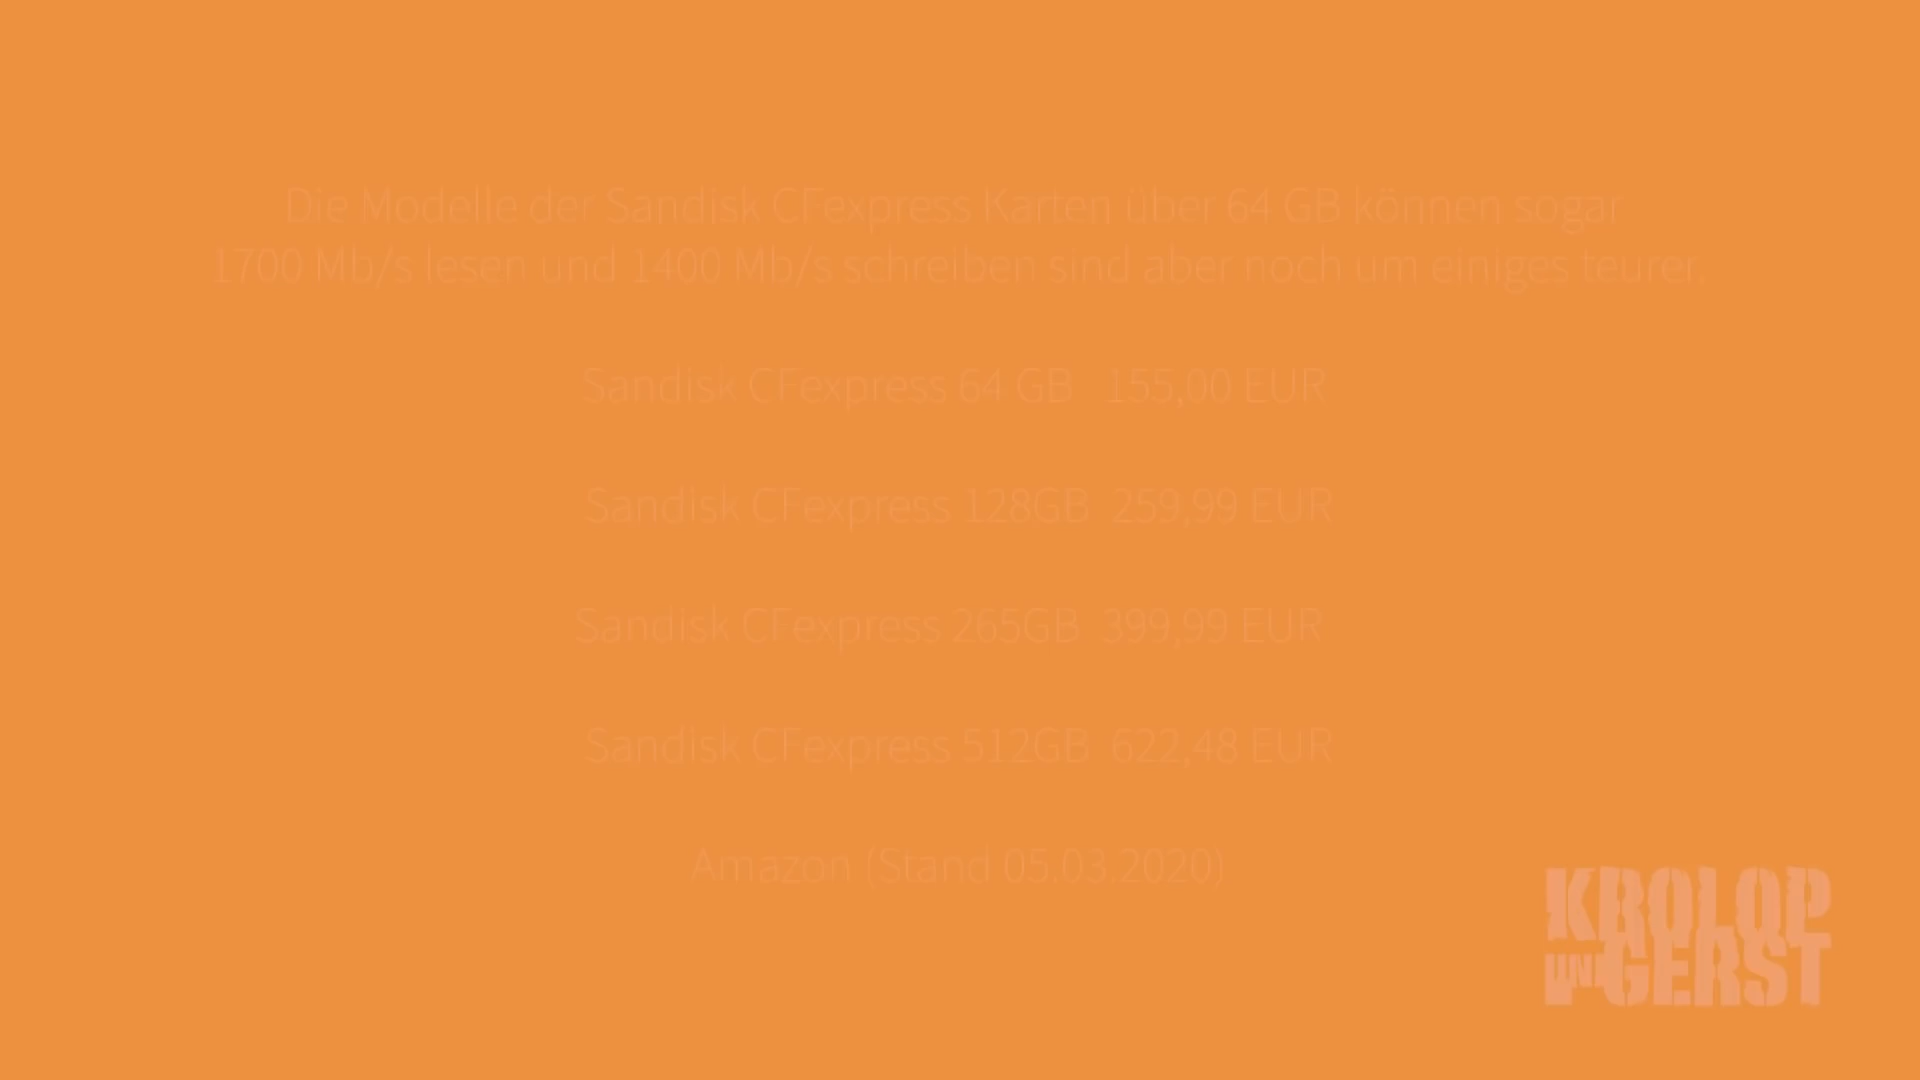 Die Modelle der Sandisk CFexpress Karten über 64 GB können sogar
1700 Mb/s lesen und 1400 Mb/s schreiben sind aber noch um einiges teurer.
Sandisk CFexpress 64 GB 155,00 EUR
Sandisk CFexpress 128GB 259,99 EUR
Sandisk CFexpress 265GB 399,99 EUR
Sandisk CFexpress 512GB 622,48 EUR
Amazon (Stand 05.03.2020)
KROLOP
UND GERST